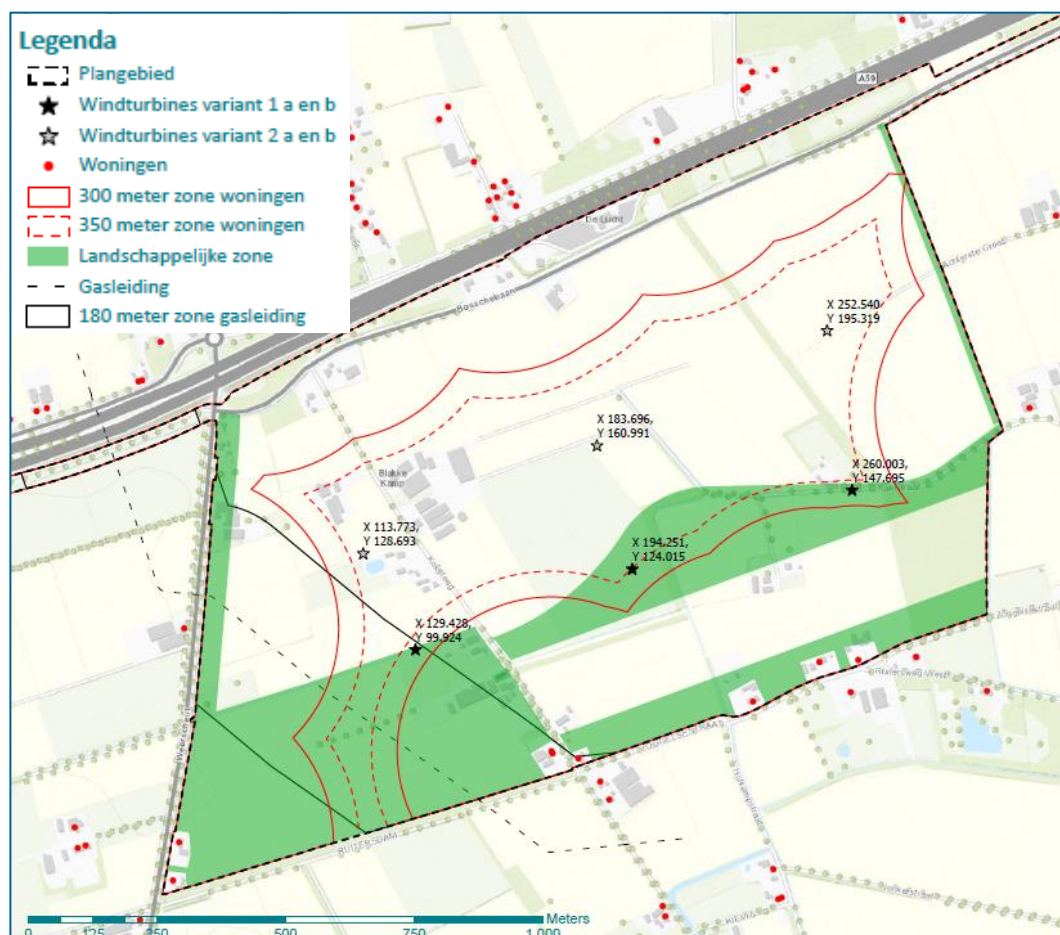 Legenda
Plangebied
Windturbines variant 1 a en b
Windturbines variant 2 a en b
Woningen
300 meter zone woningen
350 meter zone woningen
Landschappelijke zone
Gasleiding
180 meter zone gasleiding
A59
De Lucht
Bosschebaan
X 252.540
Y 195.319
X 183.696,
Y 160.991
Blakke
Kamp
X 260.003,
Y 147.695
X 113.773,
Y 128.693
X 194.251,
Y 124.015
X 129.428,
Y 99.924
RUITERSDAM
0 125 250 500 750 1.000
Meters